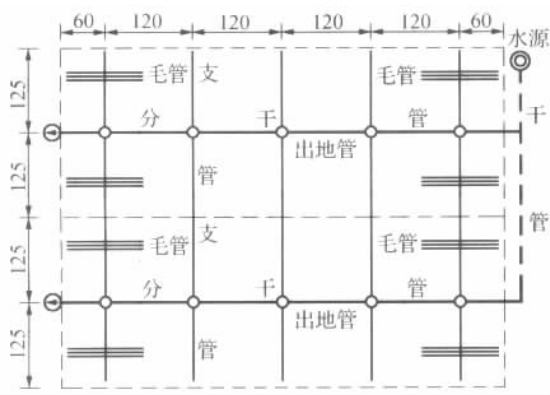 60 120 120 120 120 60
水源
毛管 支 毛管
125
分 干 管 干
出地管
125
管
管
毛管 支 毛管
125
分 干 管
出地管
125
管